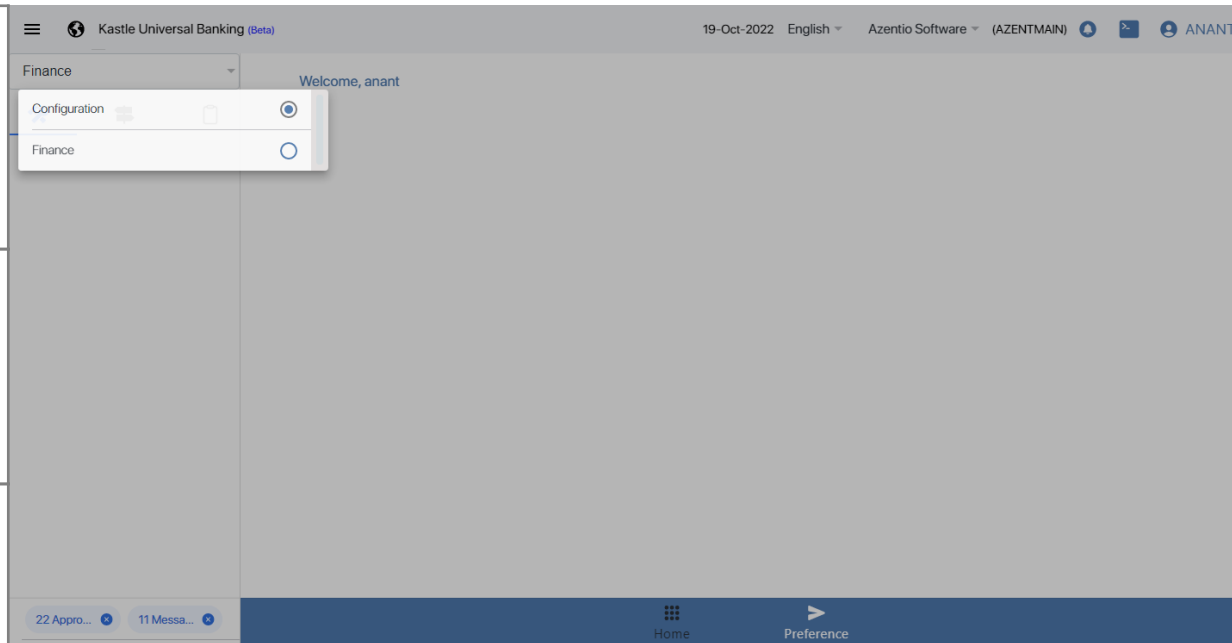 Kastle Universal Banking (Beta)
19-Oct-2022 English Azentio Software (AZENTMAIN) ANANT
Finance
Welcome, anant
Configuration
Finance
22 Appro... 11 Messa...
Home Preference